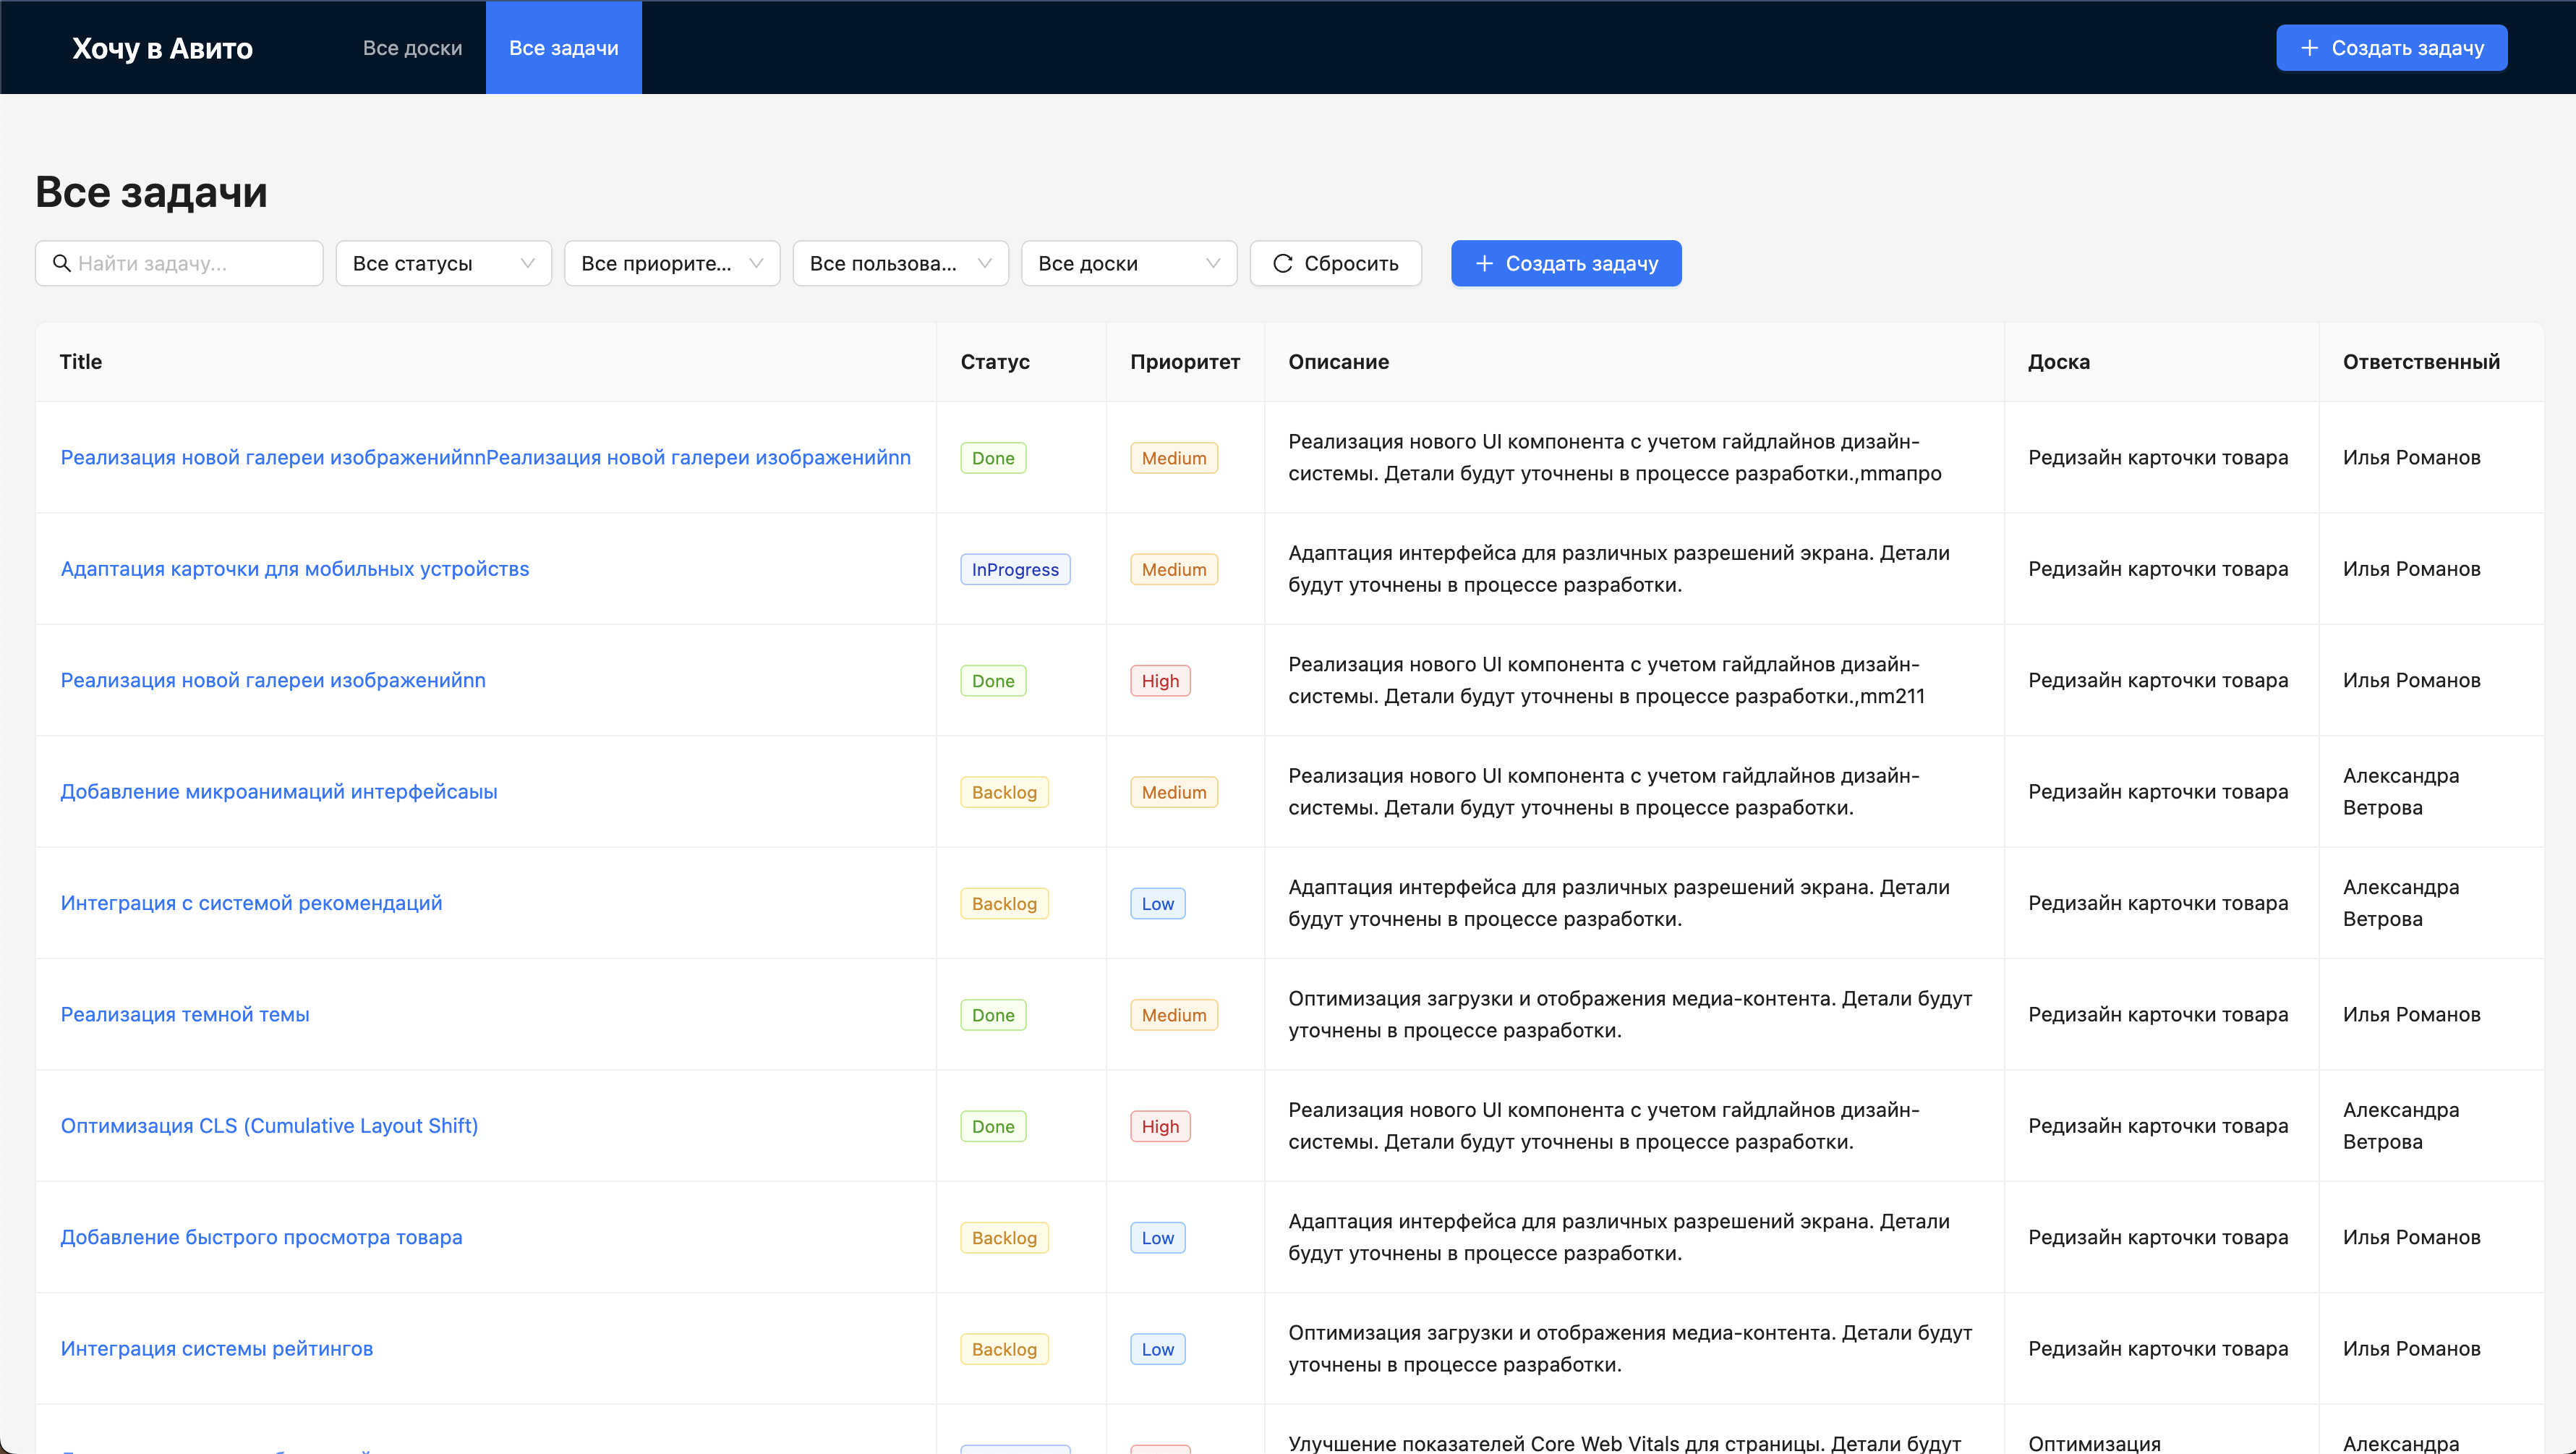 Хочу в Авито
Все доски
Все задачи
Создать задачу
Все задачи
Найти задачу...
Все статусы
Все приорите...
Все пользова...
Все доски
Сбросить
Создать задачу
Title Статус Приоритет Описание Доска Ответственный
Реализация новой галереи изображенийnnРеализация новой галереи изображенийnn
Done
Medium
Реализация нового UI компонента с учетом гайдлайнов дизайн-
системы. Детали будут уточнены в процессе разработки.,mmапро
Редизайн карточки товара
Илья Романов
Адаптация карточки для мобильных устройствs
InProgress
Medium
Адаптация интерфейса для различных разрешений экрана. Детали
будут уточнены в процессе разработки.
Редизайн карточки товара
Илья Романов
Реализация новой галереи изображенийnn
Done
High
Реализация нового UI компонента с учетом гайдлайнов дизайн-
системы. Детали будут уточнены в процессе разработки.,mm211
Редизайн карточки товара
Илья Романов
Добавление микроанимаций интерфейсаыы
Backlog
Medium
Реализация нового UI компонента с учетом гайдлайнов дизайн-
системы. Детали будут уточнены в процессе разработки.
Редизайн карточки товара
Александра
Ветрова
Интеграция с системой рекомендаций
Backlog
Low
Адаптация интерфейса для различных разрешений экрана. Детали
будут уточнены в процессе разработки.
Редизайн карточки товара
Александра
Ветрова
Реализация темной темы
Done
Medium
Оптимизация загрузки и отображения медиа-контента. Детали будут
уточнены в процессе разработки.
Редизайн карточки товара
Илья Романов
Оптимизация CLS (Cumulative Layout Shift)
Done
High
Реализация нового UI компонента с учетом гайдлайнов дизайн-
системы. Детали будут уточнены в процессе разработки.
Редизайн карточки товара
Александра
Ветрова
Добавление быстрого просмотра товара
Backlog
Low
Адаптация интерфейса для различных разрешений экрана. Детали
будут уточнены в процессе разработки.
Редизайн карточки товара
Илья Романов
Интеграция системы рейтингов
Backlog
Low
Оптимизация загрузки и отображения медиа-контента. Детали будут
уточнены в процессе разработки.
Редизайн карточки товара
Илья Романов
Улучшение показателей Core Web Vitals для страницы. Детали будут
Оптимизация
Александра